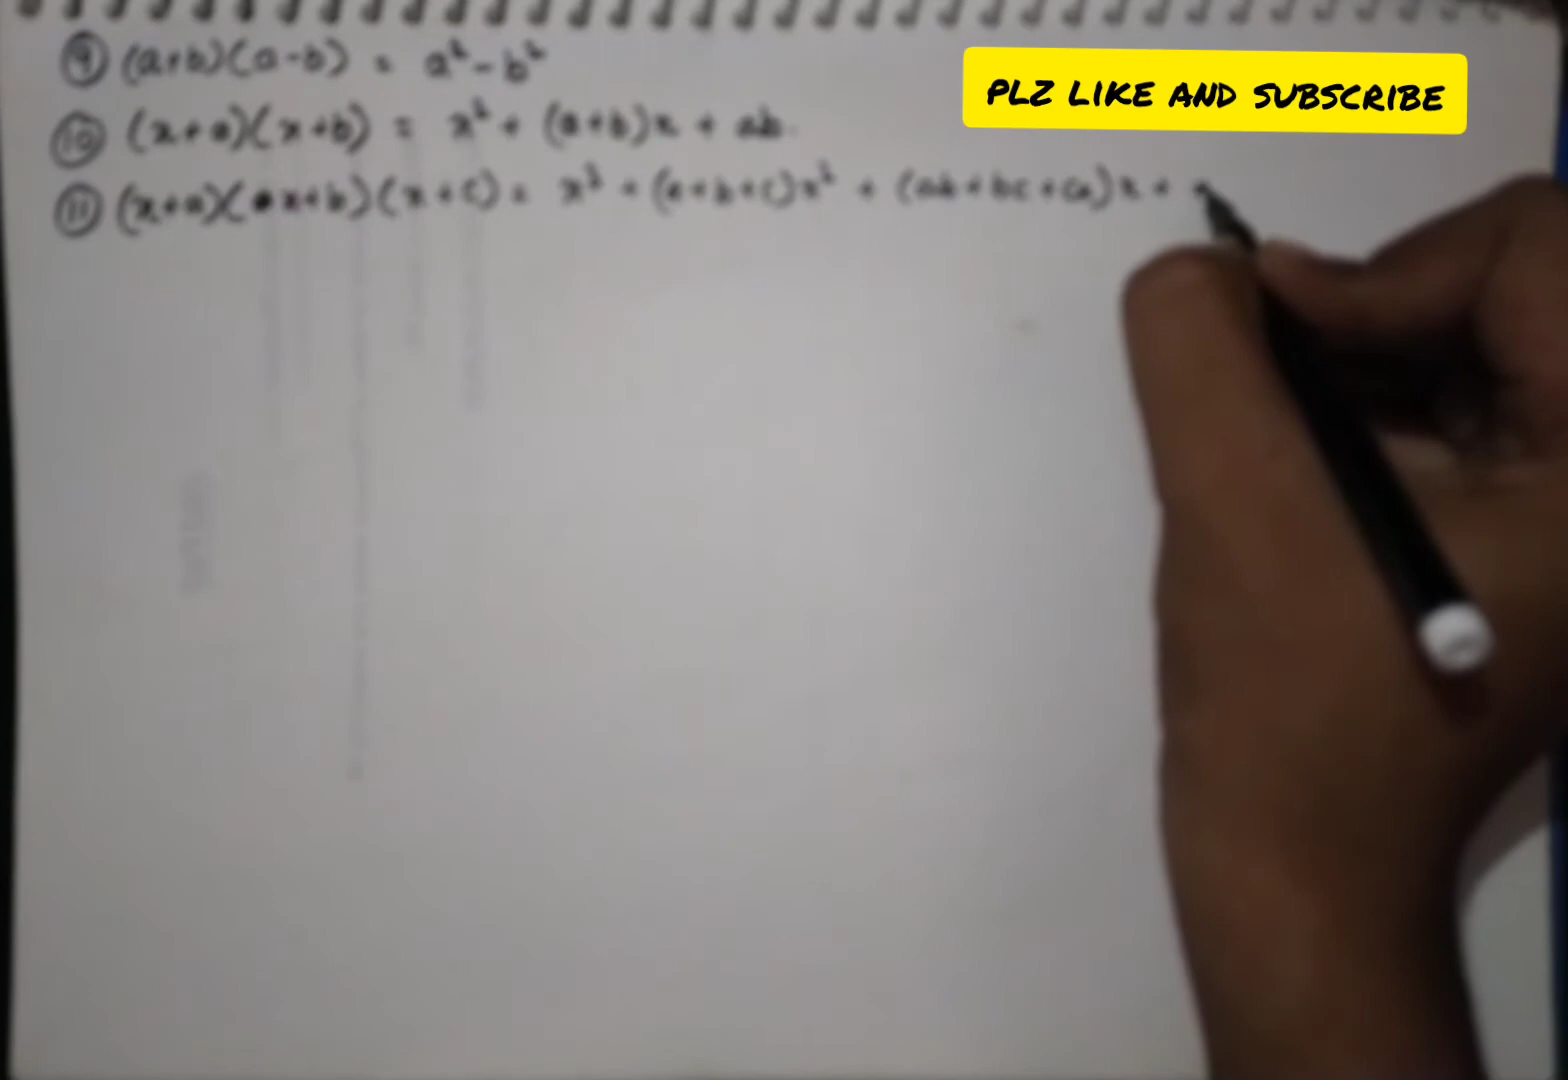 ⑨ (a+b)(a-b) = a² - b²
PLZ LIKE AND SUBSCRIBE
⑩ (x+a)(x+b) = x² + (a+b)x + ab.
⑪ (x+a)(x+b)(x+c) = x³ + (a+b+c)x² + (ab+bc+ca)x +